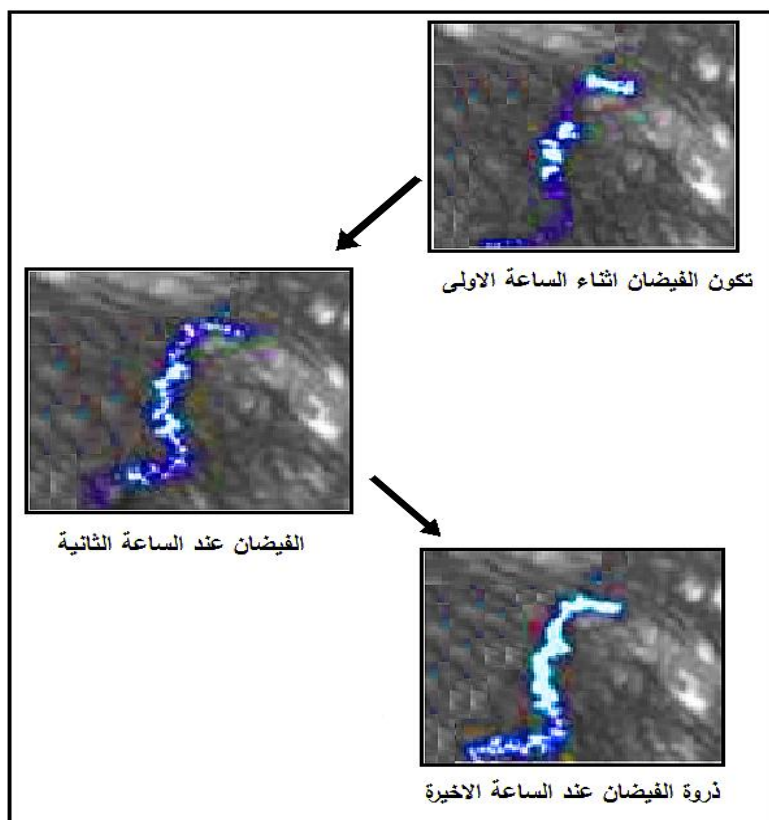 تكون الفيضان اثناء الساعة الاولى
الفيضان عند الساعة الثانية
ذروة الفيضان عند الساعة الاخيرة